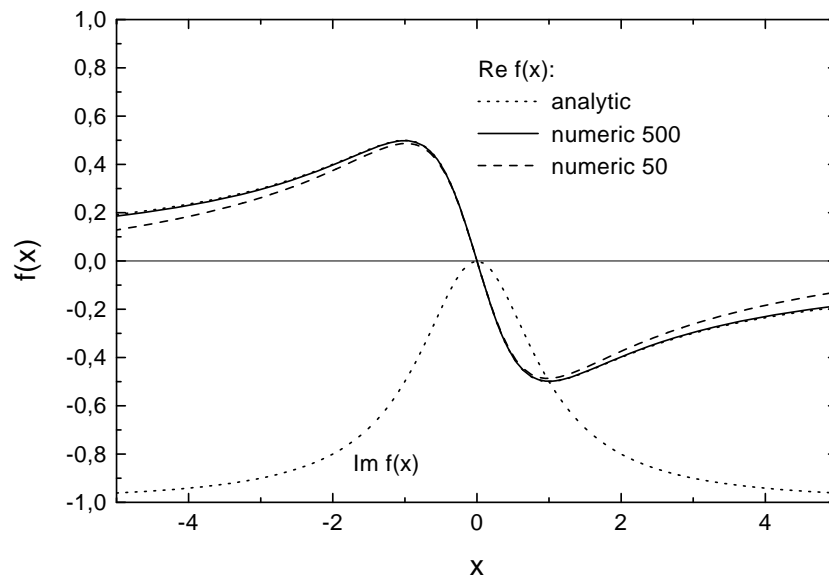 1,0
0,8
0,6
0,4
0,2
0,0
-0,2
-0,4
-0,6
-0,8
-1,0
f(x)
Re f(x):
analytic
numeric 500
numeric 50
Im f(x)
-4
-2
0
2
4
x